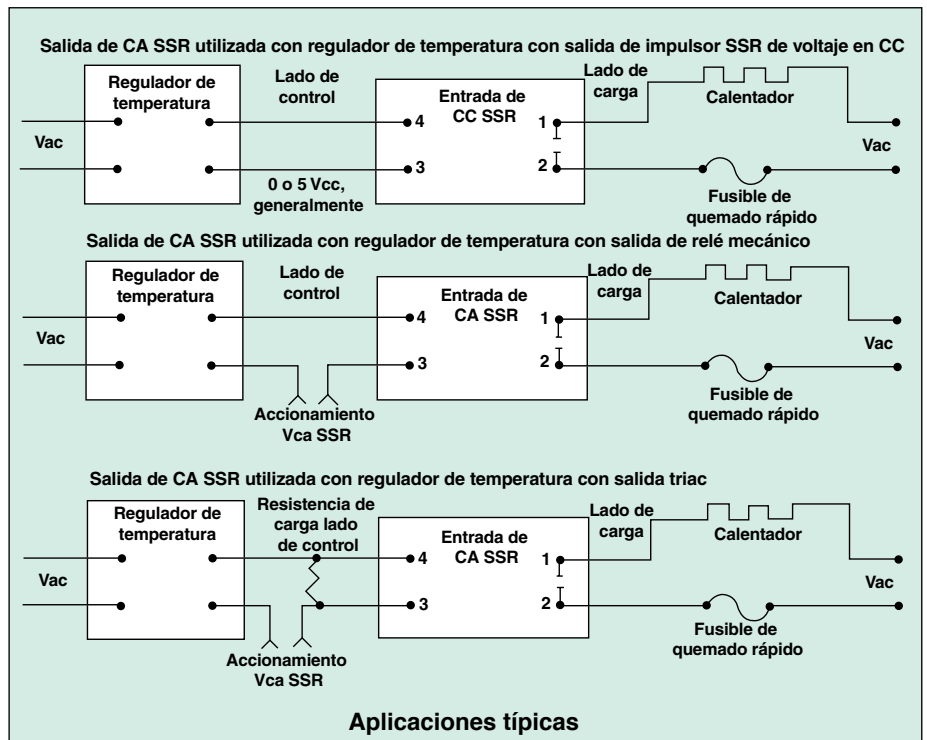 Salida de CA SSR utilizada con regulador de temperatura con salida de impulsor SSR de voltaje en CC
Regulador de
temperatura
Lado de
control
Entrada de
CC SSR
Lado de
carga
Calentador
Vac
4
3
1
2
Vac
0 o 5 Vcc,
generalmente
Fusible de
quemado rápido
Salida de CA SSR utilizada con regulador de temperatura con salida de relé mecánico
Regulador de
temperatura
Lado de
control
Entrada de
CA SSR
Lado de
carga
Calentador
Vac
4
3
1
2
Vac
Accionamiento
Vca SSR
Fusible de
quemado rápido
Salida de CA SSR utilizada con regulador de temperatura con salida triac
Regulador de
temperatura
Resistencia de
carga lado
de control
Entrada de
CA SSR
Lado de
carga
Calentador
Vac
4
3
1
2
Vac
Accionamiento
Vca SSR
Fusible de
quemado rápido
Aplicaciones típicas